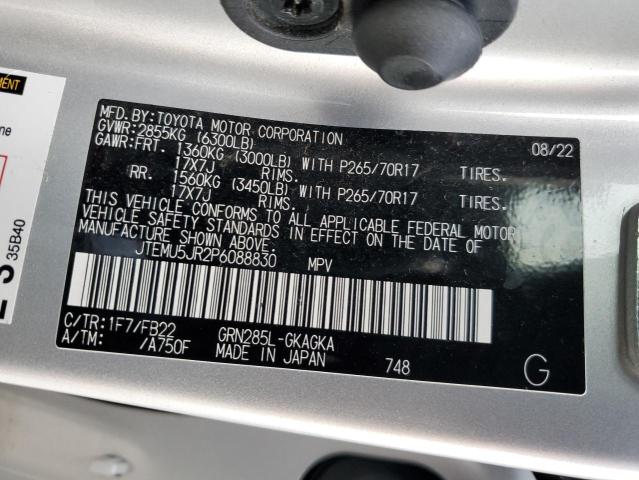 MFD.BY:TOYOTA MOTOR CORPORATION 08/22
GVWR:2855KG (6300LB)
GAWR:FRT. 1360KG (3000LB) WITH P265/70R17 TIRES.
17X7J RIMS.
RR. 1560KG (3450LB) WITH P265/70R17 TIRES.
17X7J RIMS.
THIS VEHICLE CONFORMS TO ALL APPLICABLE FEDERAL MOTOR
VEHICLE SAFETY STANDARDS IN EFFECT ON THE DATE OF
MANUFACTURE SHOWN ABOVE.
JTEMU5JR2P6088830 MPV
C/TR:1F7/FB22 GRN285L-GKAGKA
A/TM: /A750F MADE IN JAPAN 748 G
35B40